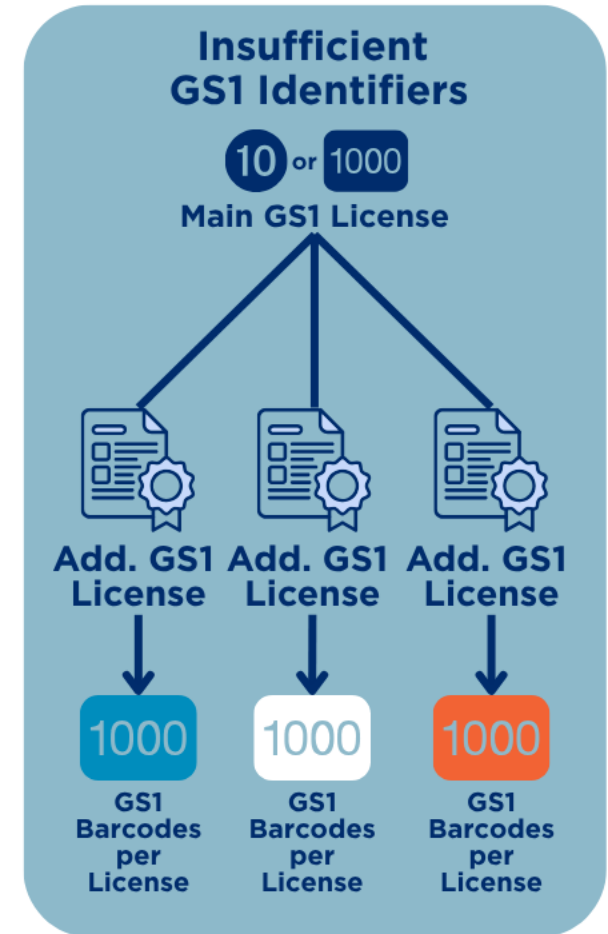 Insufficient
GS1 Identifiers
10 or 1000
Main GS1 License
Add. GS1
License
Add. GS1
License
Add. GS1
License
1000
1000
1000
GS1
Barcodes
per
License
GS1
Barcodes
per
License
GS1
Barcodes
per
License